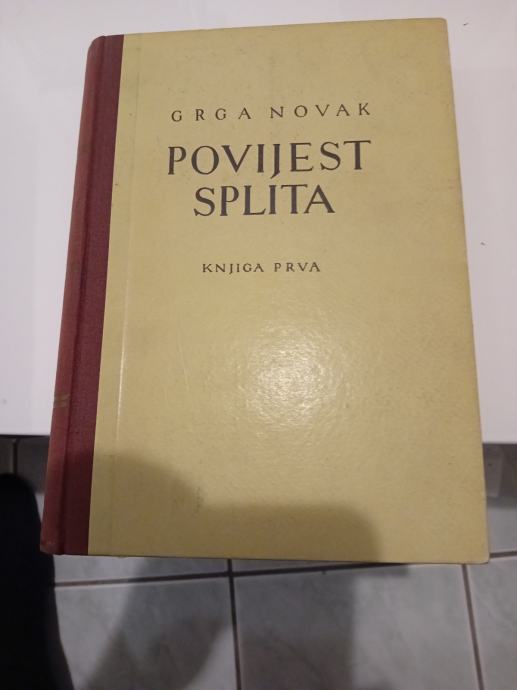 GRGA NOVAK
POVIJEST
SPLITA
KNJIGA PRVA